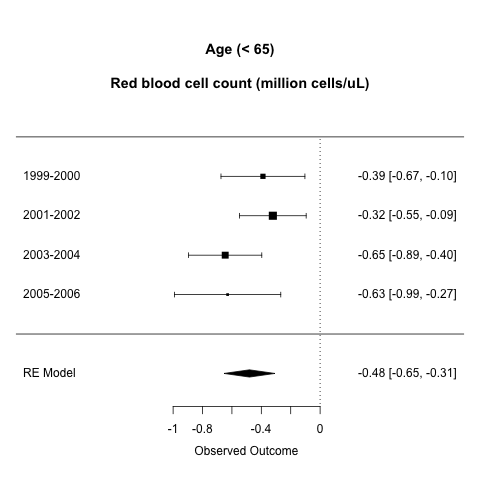 Age (< 65)
Red blood cell count (million cells/uL)
1999-2000 -0.39 [-0.67, -0.10]
2001-2002 -0.32 [-0.55, -0.09]
2003-2004 -0.65 [-0.89, -0.40]
2005-2006 -0.63 [-0.99, -0.27]
RE Model -0.48 [-0.65, -0.31]
-1 -0.8 -0.4 0
Observed Outcome